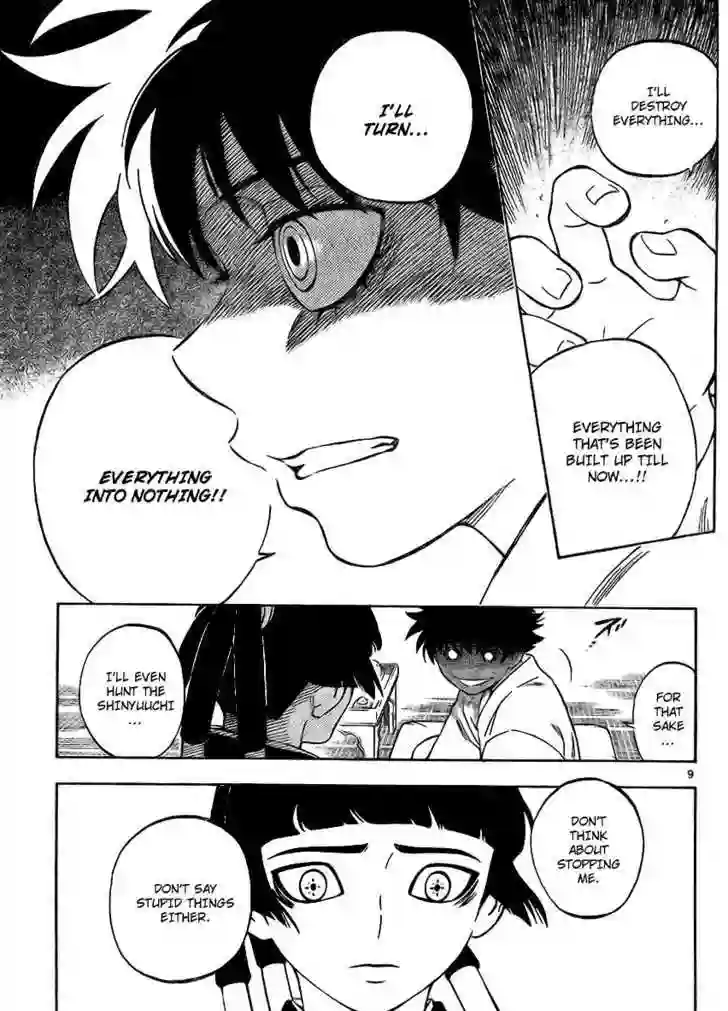 I'LL
DESTROY
EVERYTHING...
EVERYTHING
THAT'S BEEN
BUILT UP TILL
NOW...!!
I'LL
TURN...
EVERYTHING
INTO NOTHING!!
FOR
THAT
SAKE
...
I'LL EVEN
HUNT THE
SHINYUUCHI
...
9
DON'T
THINK
ABOUT
STOPPING
ME.
DON'T SAY
STUPID THINGS
EITHER.